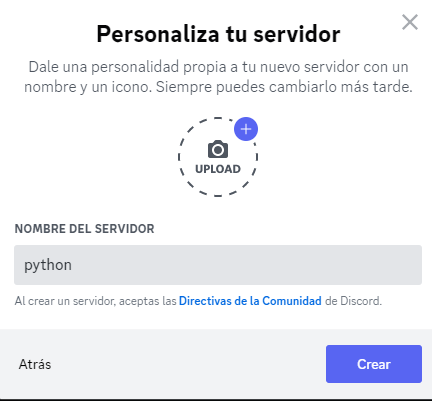 Personaliza tu servidor
Dale una personalidad propia a tu nuevo servidor con un
nombre y un icono. Siempre puedes cambiarlo más tarde.
UPLOAD
NOMBRE DEL SERVIDOR
python
Al crear un servidor, aceptas las Directivas de la Comunidad de Discord.
Atrás
Crear